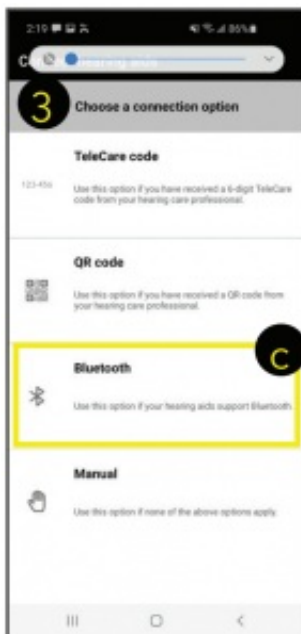 2:19 86%
3
Choose a connection option
TeleCare code
123-456
Use this option if you have received a 6-digit TeleCare
code from your hearing care professional.
QR code
Use this option if you have received a QR code from
your hearing care professional.
C
Bluetooth
Use this option if your hearing aids support Bluetooth.
Manual
Use this option if none of the above options apply.